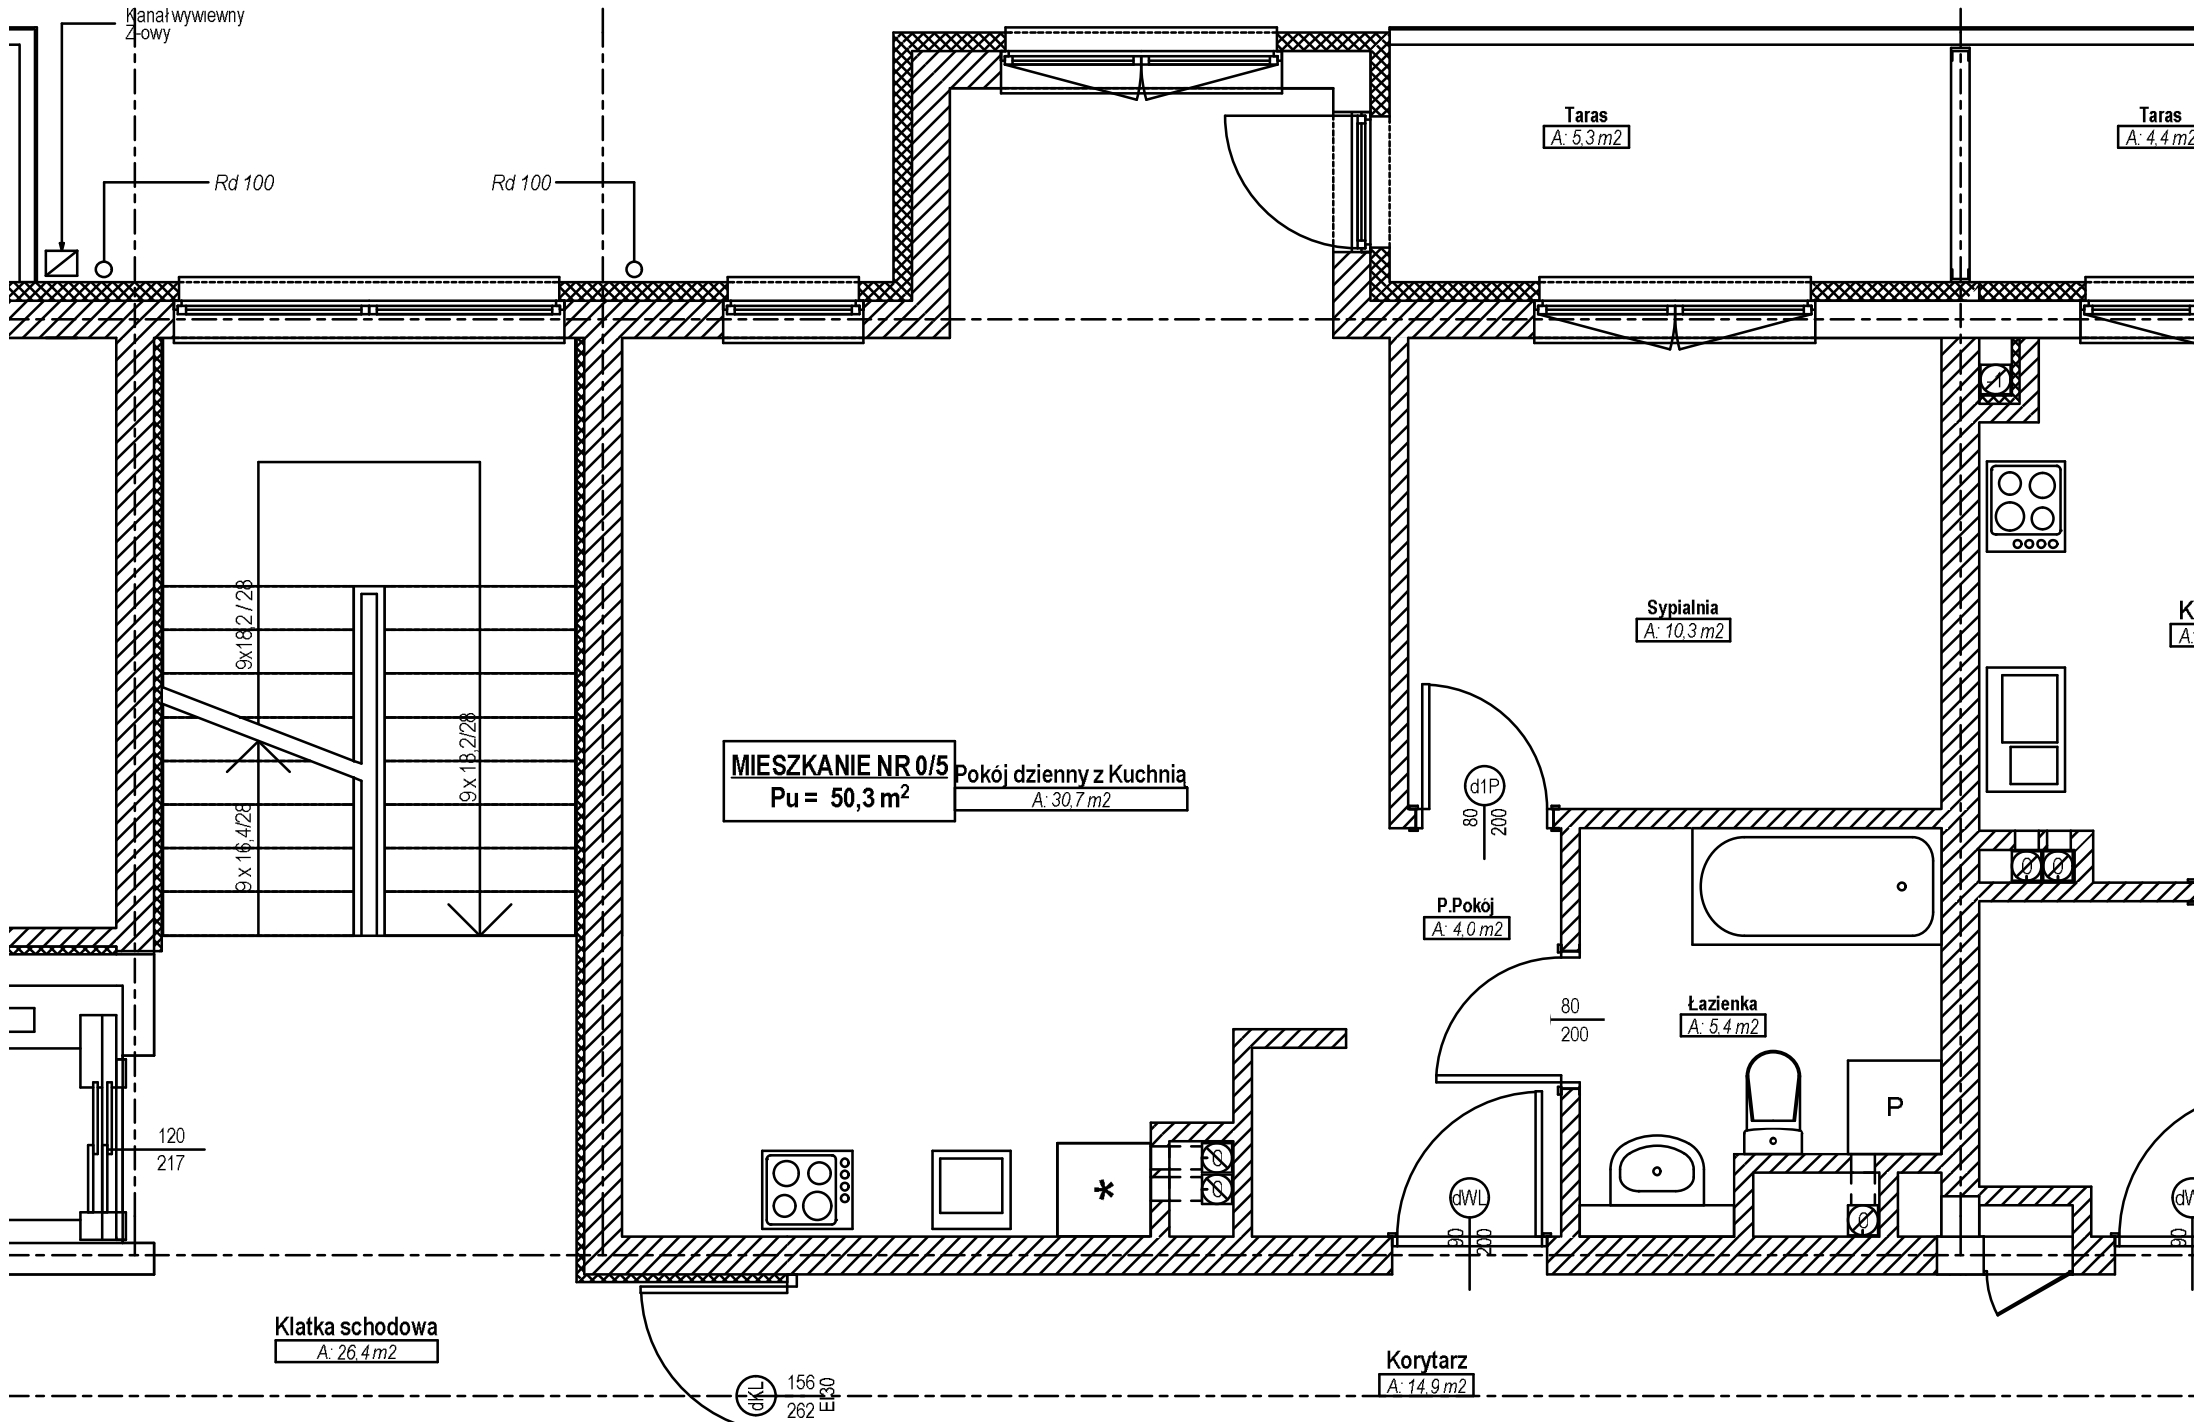 Kanał wywiewny
Z-owy
Rd 100
Rd 100
Taras
A: 5,3 m2
Taras
A: 4,4 m2
9x18,2 / 28
9 x 16,4/28
9 x 18,2/28
MIESZKANIE NR 0/5
Pu = 50,3 m²
Pokój dzienny z Kuchnia
A: 30,7 m2
Sypialnia
A: 10,3 m2
K
A:
d1P
80
200
P.Pokój
A: 4,0 m2
80
200
Łazienka
A: 5,4 m2
P
*
120
217
dWL
90
200
dW
90
Klatka schodowa
A: 26,4 m2
dKL
156
262
EI30
Korytarz
A: 14,9 m2